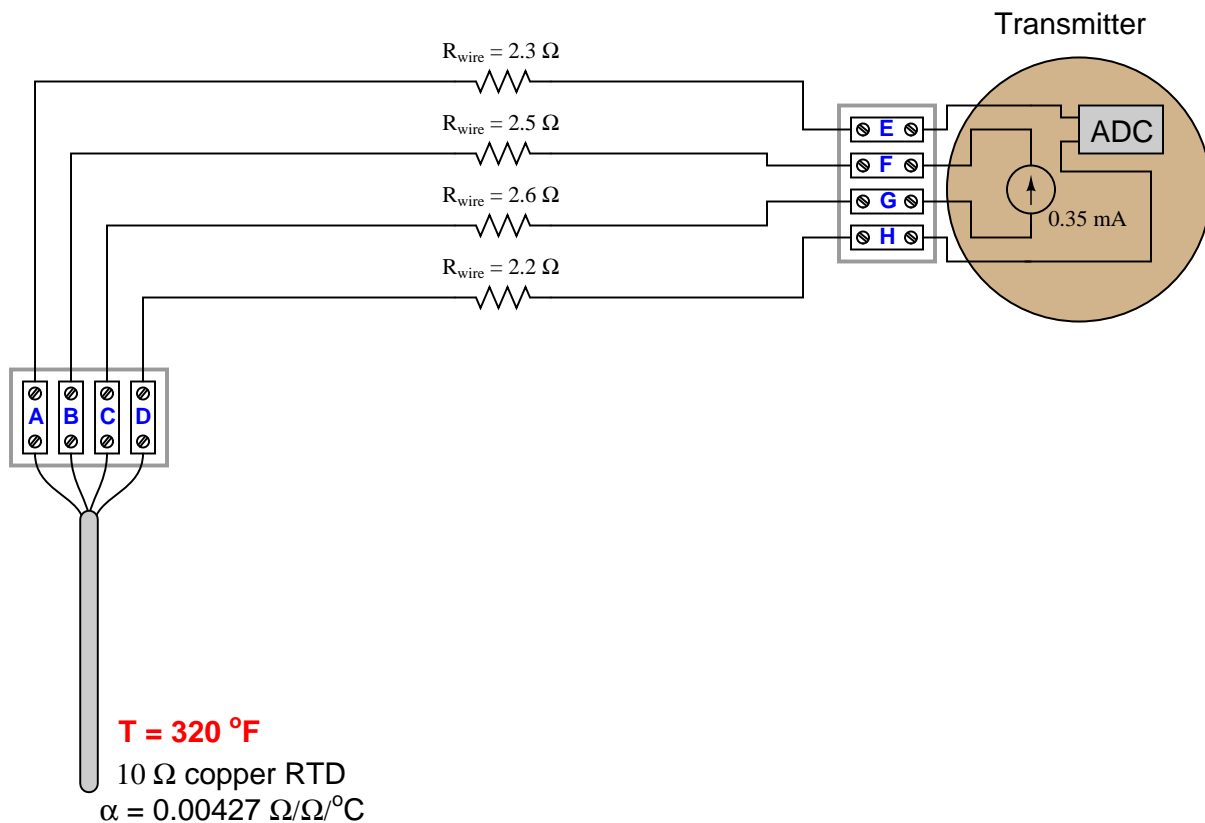 Transmitter
Rwire = 2.3 Ω
Rwire = 2.5 Ω
Rwire = 2.6 Ω
Rwire = 2.2 Ω
E
F
G
H
ADC
0.35 mA
A B C D
T = 320 °F
10 Ω copper RTD
α = 0.00427 Ω/Ω/°C